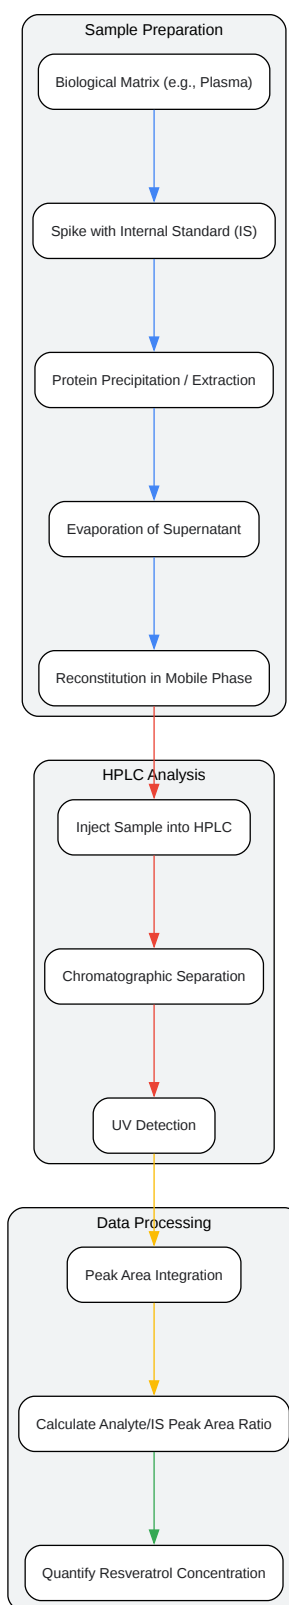 Sample Preparation
Biological Matrix (e.g., Plasma)
Spike with Internal Standard (IS)
Protein Precipitation / Extraction
Evaporation of Supernatant
Reconstitution in Mobile Phase
HPLC Analysis
Inject Sample into HPLC
Chromatographic Separation
UV Detection
Data Processing
Peak Area Integration
Calculate Analyte/IS Peak Area Ratio
Quantify Resveratrol Concentration